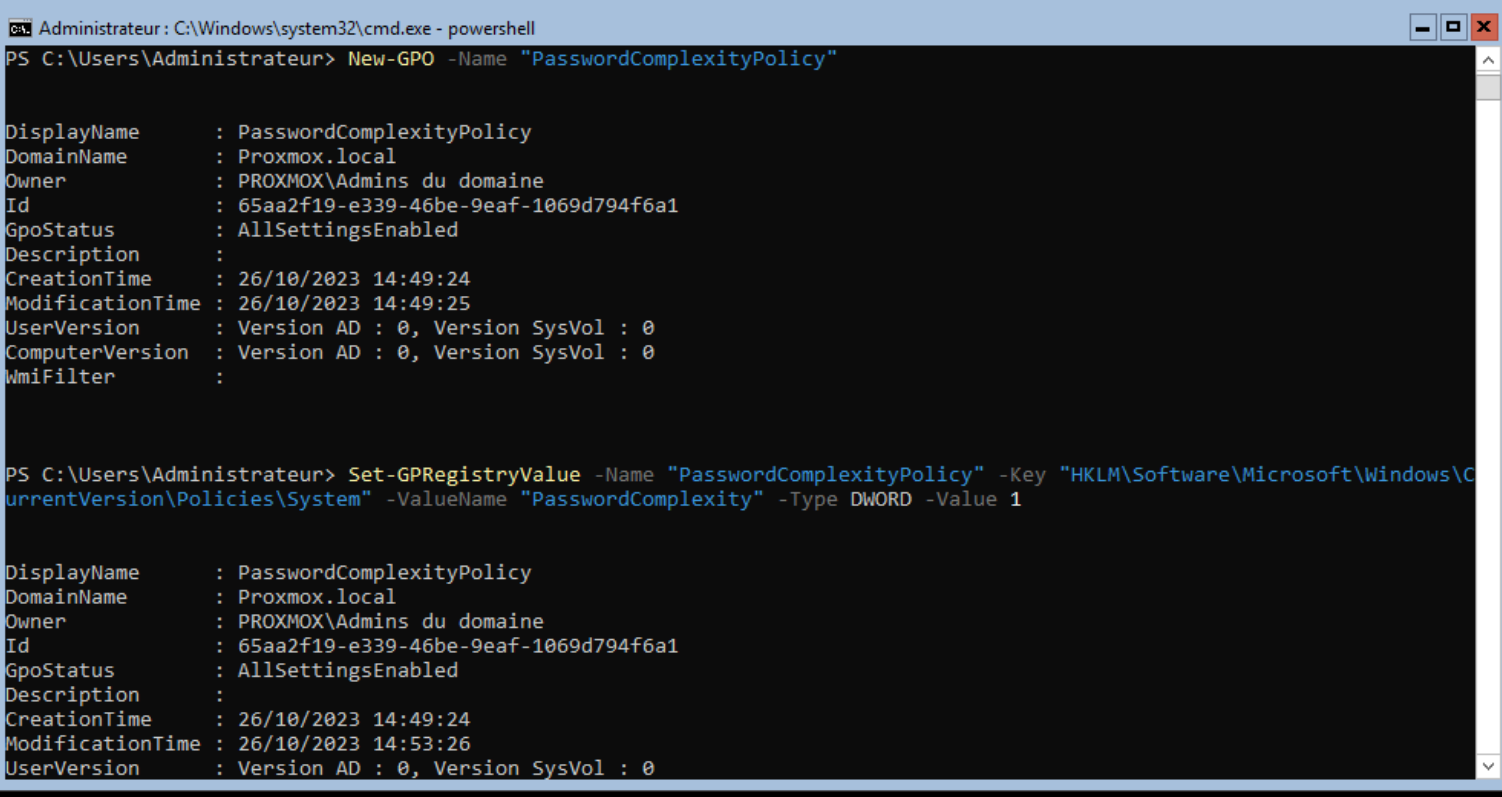 Administrateur : C:\Windows\system32\cmd.exe - powershell
PS C:\Users\Administrateur> New-GPO -Name "PasswordComplexityPolicy"
DisplayName      : PasswordComplexityPolicy
DomainName       : Proxmox.local
Owner            : PROXMOX\Admins du domaine
Id               : 65aa2f19-e339-46be-9eaf-1069d794f6a1
GpoStatus        : AllSettingsEnabled
Description      :
CreationTime     : 26/10/2023 14:49:24
ModificationTime : 26/10/2023 14:49:25
UserVersion      : Version AD : 0, Version SysVol : 0
ComputerVersion  : Version AD : 0, Version SysVol : 0
WmiFilter        :
PS C:\Users\Administrateur> Set-GPRegistryValue -Name "PasswordComplexityPolicy" -Key "HKLM\Software\Microsoft\Windows\C
urrentVersion\Policies\System" -ValueName "PasswordComplexity" -Type DWORD -Value 1
DisplayName      : PasswordComplexityPolicy
DomainName       : Proxmox.local
Owner            : PROXMOX\Admins du domaine
Id               : 65aa2f19-e339-46be-9eaf-1069d794f6a1
GpoStatus        : AllSettingsEnabled
Description      :
CreationTime     : 26/10/2023 14:49:24
ModificationTime : 26/10/2023 14:53:26
UserVersion      : Version AD : 0, Version SysVol : 0